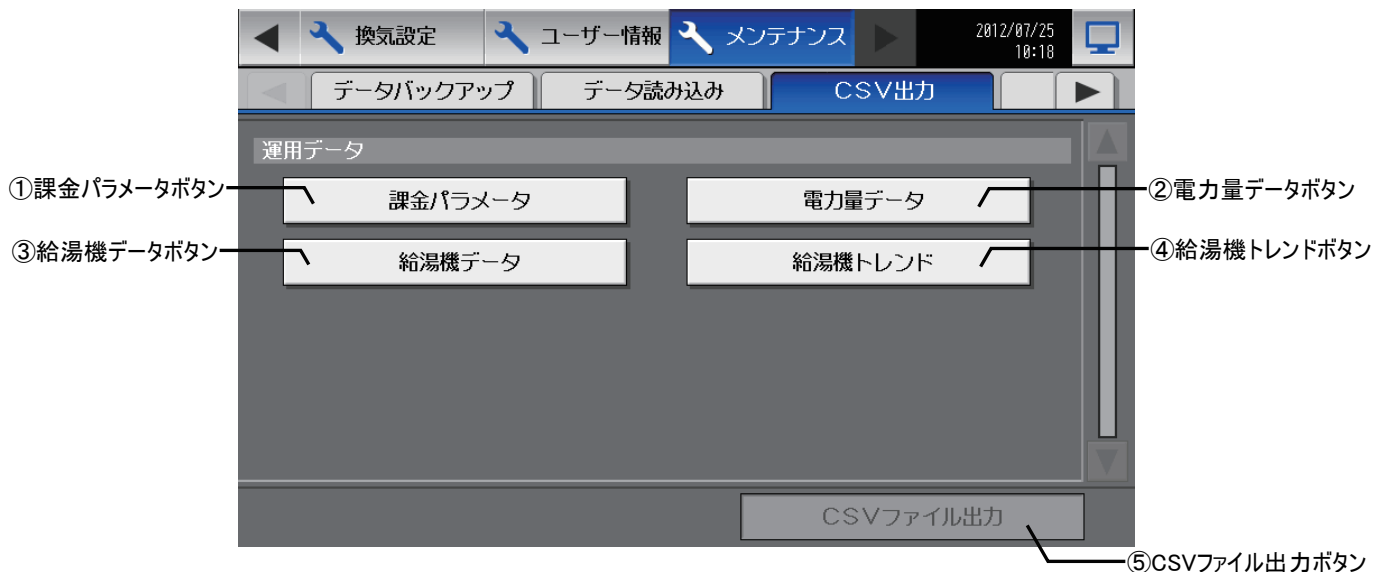 換気設定 ユーザー情報 メンテナンス 2012/07/25
10:18
データバックアップ データ読み込み CSV出力
運用データ
①課金パラメータボタン 課金パラメータ 電力量データ ②電力量データボタン
③給湯機データボタン 給湯機データ 給湯機トレンド ④給湯機トレンドボタン
CSVファイル出力
⑤CSVファイル出力ボタン